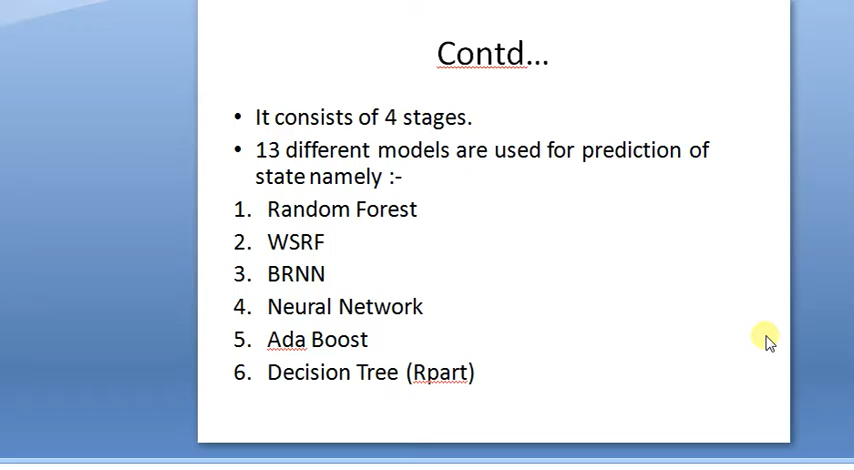 Contd...
• It consists of 4 stages.
• 13 different models are used for prediction of
state namely :-
1. Random Forest
2. WSRF
3. BRNN
4. Neural Network
5. Ada Boost
6. Decision Tree (Rpart)